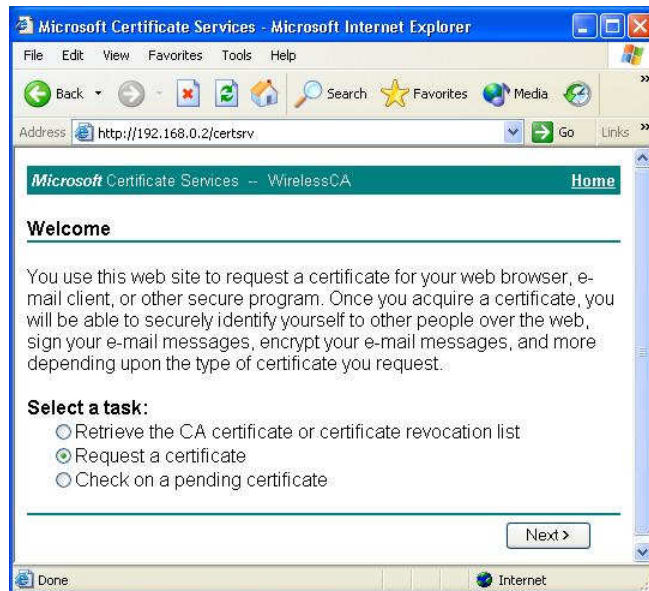 Microsoft Certificate Services - Microsoft Internet Explorer
File Edit View Favorites Tools Help
Back Search Favorites Media »
Address http://192.168.0.2/certsrv Go Links »
Microsoft Certificate Services -- WirelessCA Home
Welcome
You use this web site to request a certificate for your web browser, e-
mail client, or other secure program. Once you acquire a certificate, you
will be able to securely identify yourself to other people over the web,
sign your e-mail messages, encrypt your e-mail messages, and more
depending upon the type of certificate you request.
Select a task:
Retrieve the CA certificate or certificate revocation list
Request a certificate
Check on a pending certificate
Next >
Done Internet